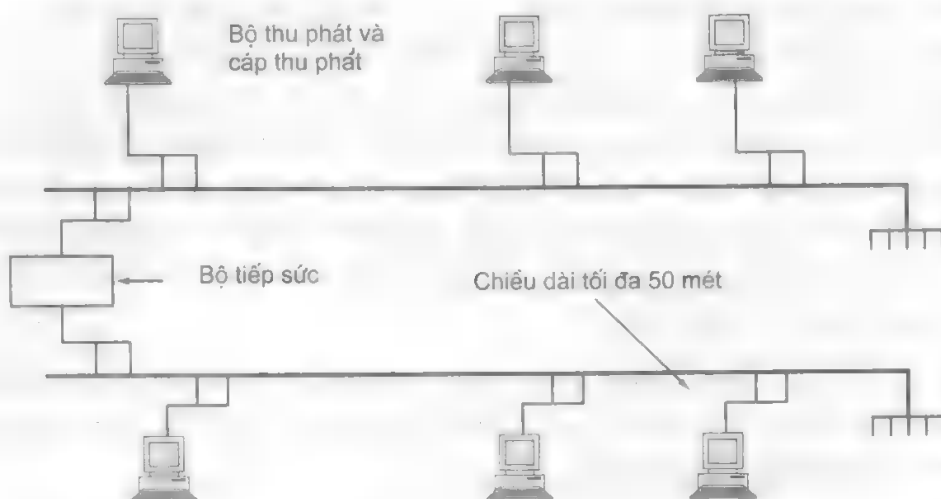 Bộ thu phát và
cáp thu phát
Bộ tiếp sức
Chiều dài tối đa 50 mét